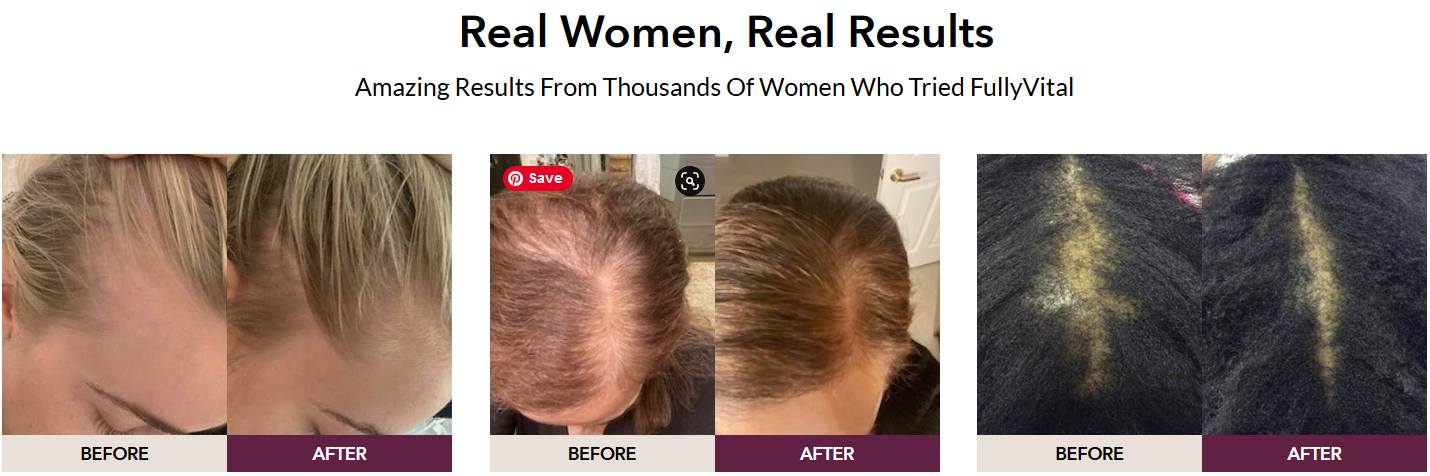 Real Women, Real Results
Amazing Results From Thousands Of Women Who Tried FullyVital
Save
BEFORE
AFTER
BEFORE
AFTER
BEFORE
AFTER